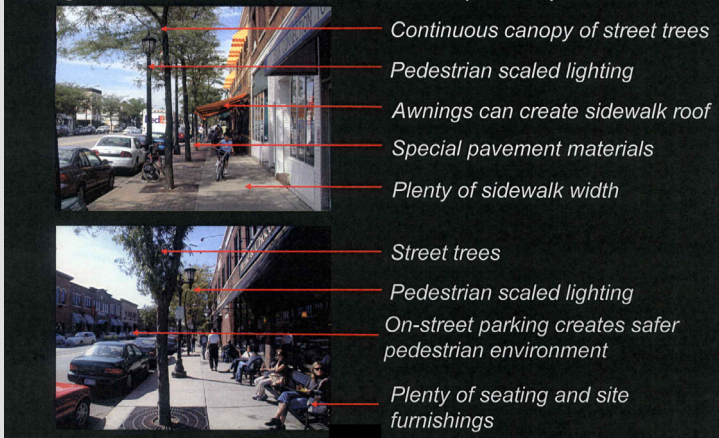 Continuous canopy of street trees
Pedestrian scaled lighting
Awnings can create sidewalk roof
Special pavement materials
Plenty of sidewalk width
FedEx
Street trees
Pedestrian scaled lighting
On-street parking creates safer
pedestrian environment
Plenty of seating and site
furnishings